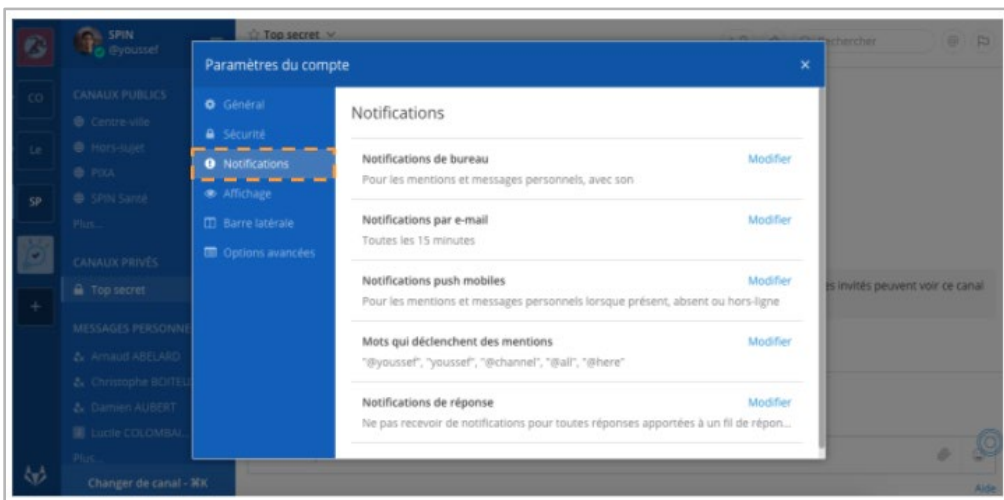 SPIN
@youssef
Top secret
Rechercher
CO
Le
SP
+
CANAUX PUBLICS
Centre-ville
Hors-sujet
PIXA
SPIN Santé
Plus...
CANAUX PRIVÉS
Top secret
MESSAGES PERSONNE
Arnaud ABELARD
Christophe BOITEU
Damien AUBERT
Lucile COLOMBAI...
Plus...
Changer de canal - ⌘K
Paramètres du compte
×
Général
Sécurité
Notifications
Affichage
Barre latérale
Options avancées
Notifications
Notifications de bureau Modifier
Pour les mentions et messages personnels, avec son
Notifications par e-mail Modifier
Toutes les 15 minutes
Notifications push mobiles Modifier
Pour les mentions et messages personnels lorsque présent, absent ou hors-ligne
Mots qui déclenchent des mentions Modifier
"@youssef", "youssef", "@channel", "@all", "@here"
Notifications de réponse Modifier
Ne pas recevoir de notifications pour toutes réponses apportées à un fil de répon...
es invités peuvent voir ce canal
Aide